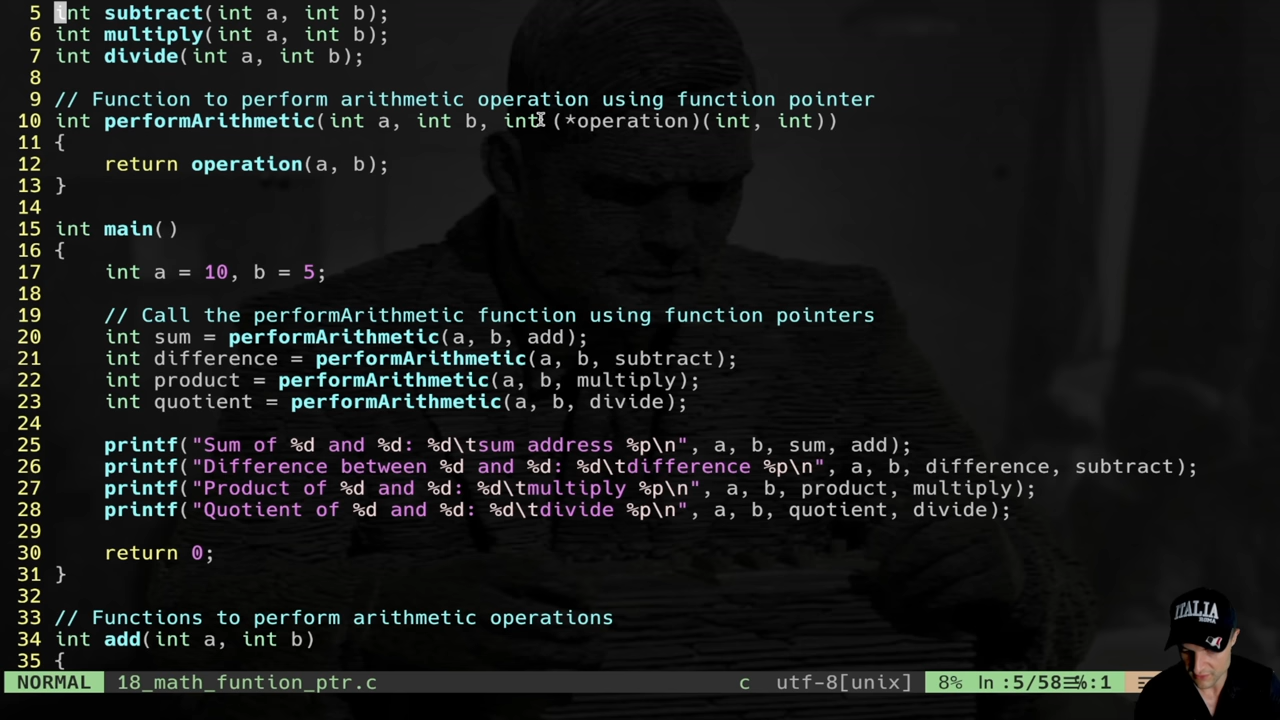 5 int subtract(int a, int b);
6 int multiply(int a, int b);
7 int divide(int a, int b);
8
9 // Function to perform arithmetic operation using function pointer
10 int performArithmetic(int a, int b, int (*operation)(int, int))
11 {
12     return operation(a, b);
13 }
14
15 int main()
16 {
17     int a = 10, b = 5;
18
19     // Call the performArithmetic function using function pointers
20     int sum = performArithmetic(a, b, add);
21     int difference = performArithmetic(a, b, subtract);
22     int product = performArithmetic(a, b, multiply);
23     int quotient = performArithmetic(a, b, divide);
24
25     printf("Sum of %d and %d: %d\tsum address %p\n", a, b, sum, add);
26     printf("Difference between %d and %d: %d\tdifference %p\n", a, b, difference, subtract);
27     printf("Product of %d and %d: %d\tmultiply %p\n", a, b, product, multiply);
28     printf("Quotient of %d and %d: %d\tdivide %p\n", a, b, quotient, divide);
29
30     return 0;
31 }
32
33 // Functions to perform arithmetic operations
34 int add(int a, int b)
35 {
NORMAL 18_math_funtion_ptr.c c utf-8[unix] 8% ln :5/58≡%:1
ITALIA
ROMA